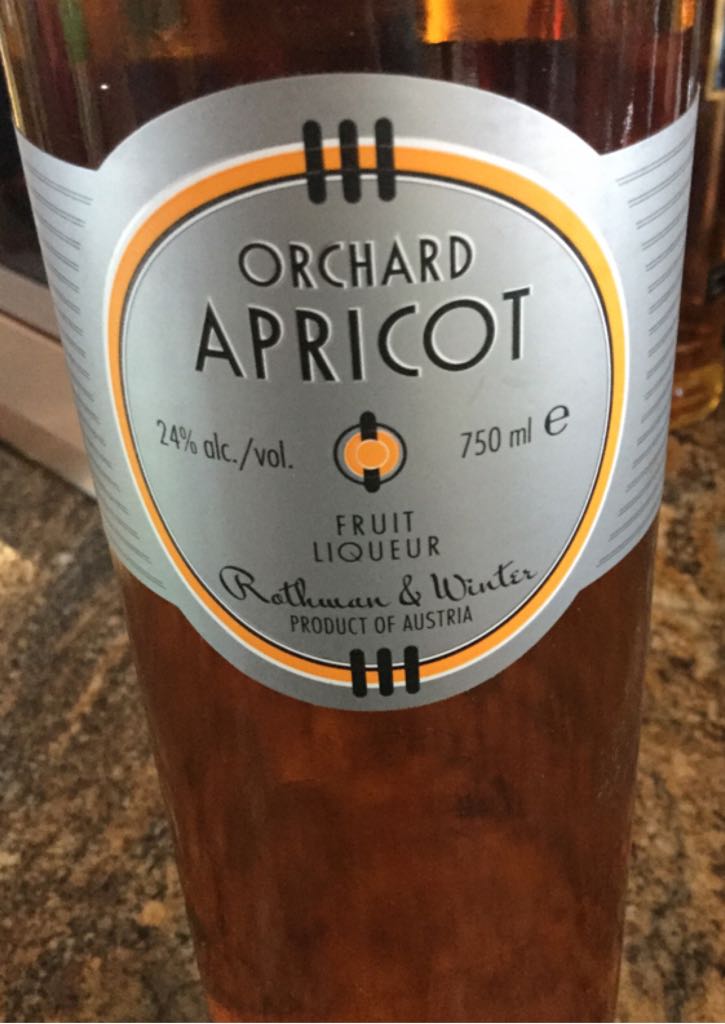 ORCHARD
APRICOT
24% alc./vol. 750 ml e
FRUIT
LIQUEUR
Rothman & Winter
PRODUCT OF AUSTRIA